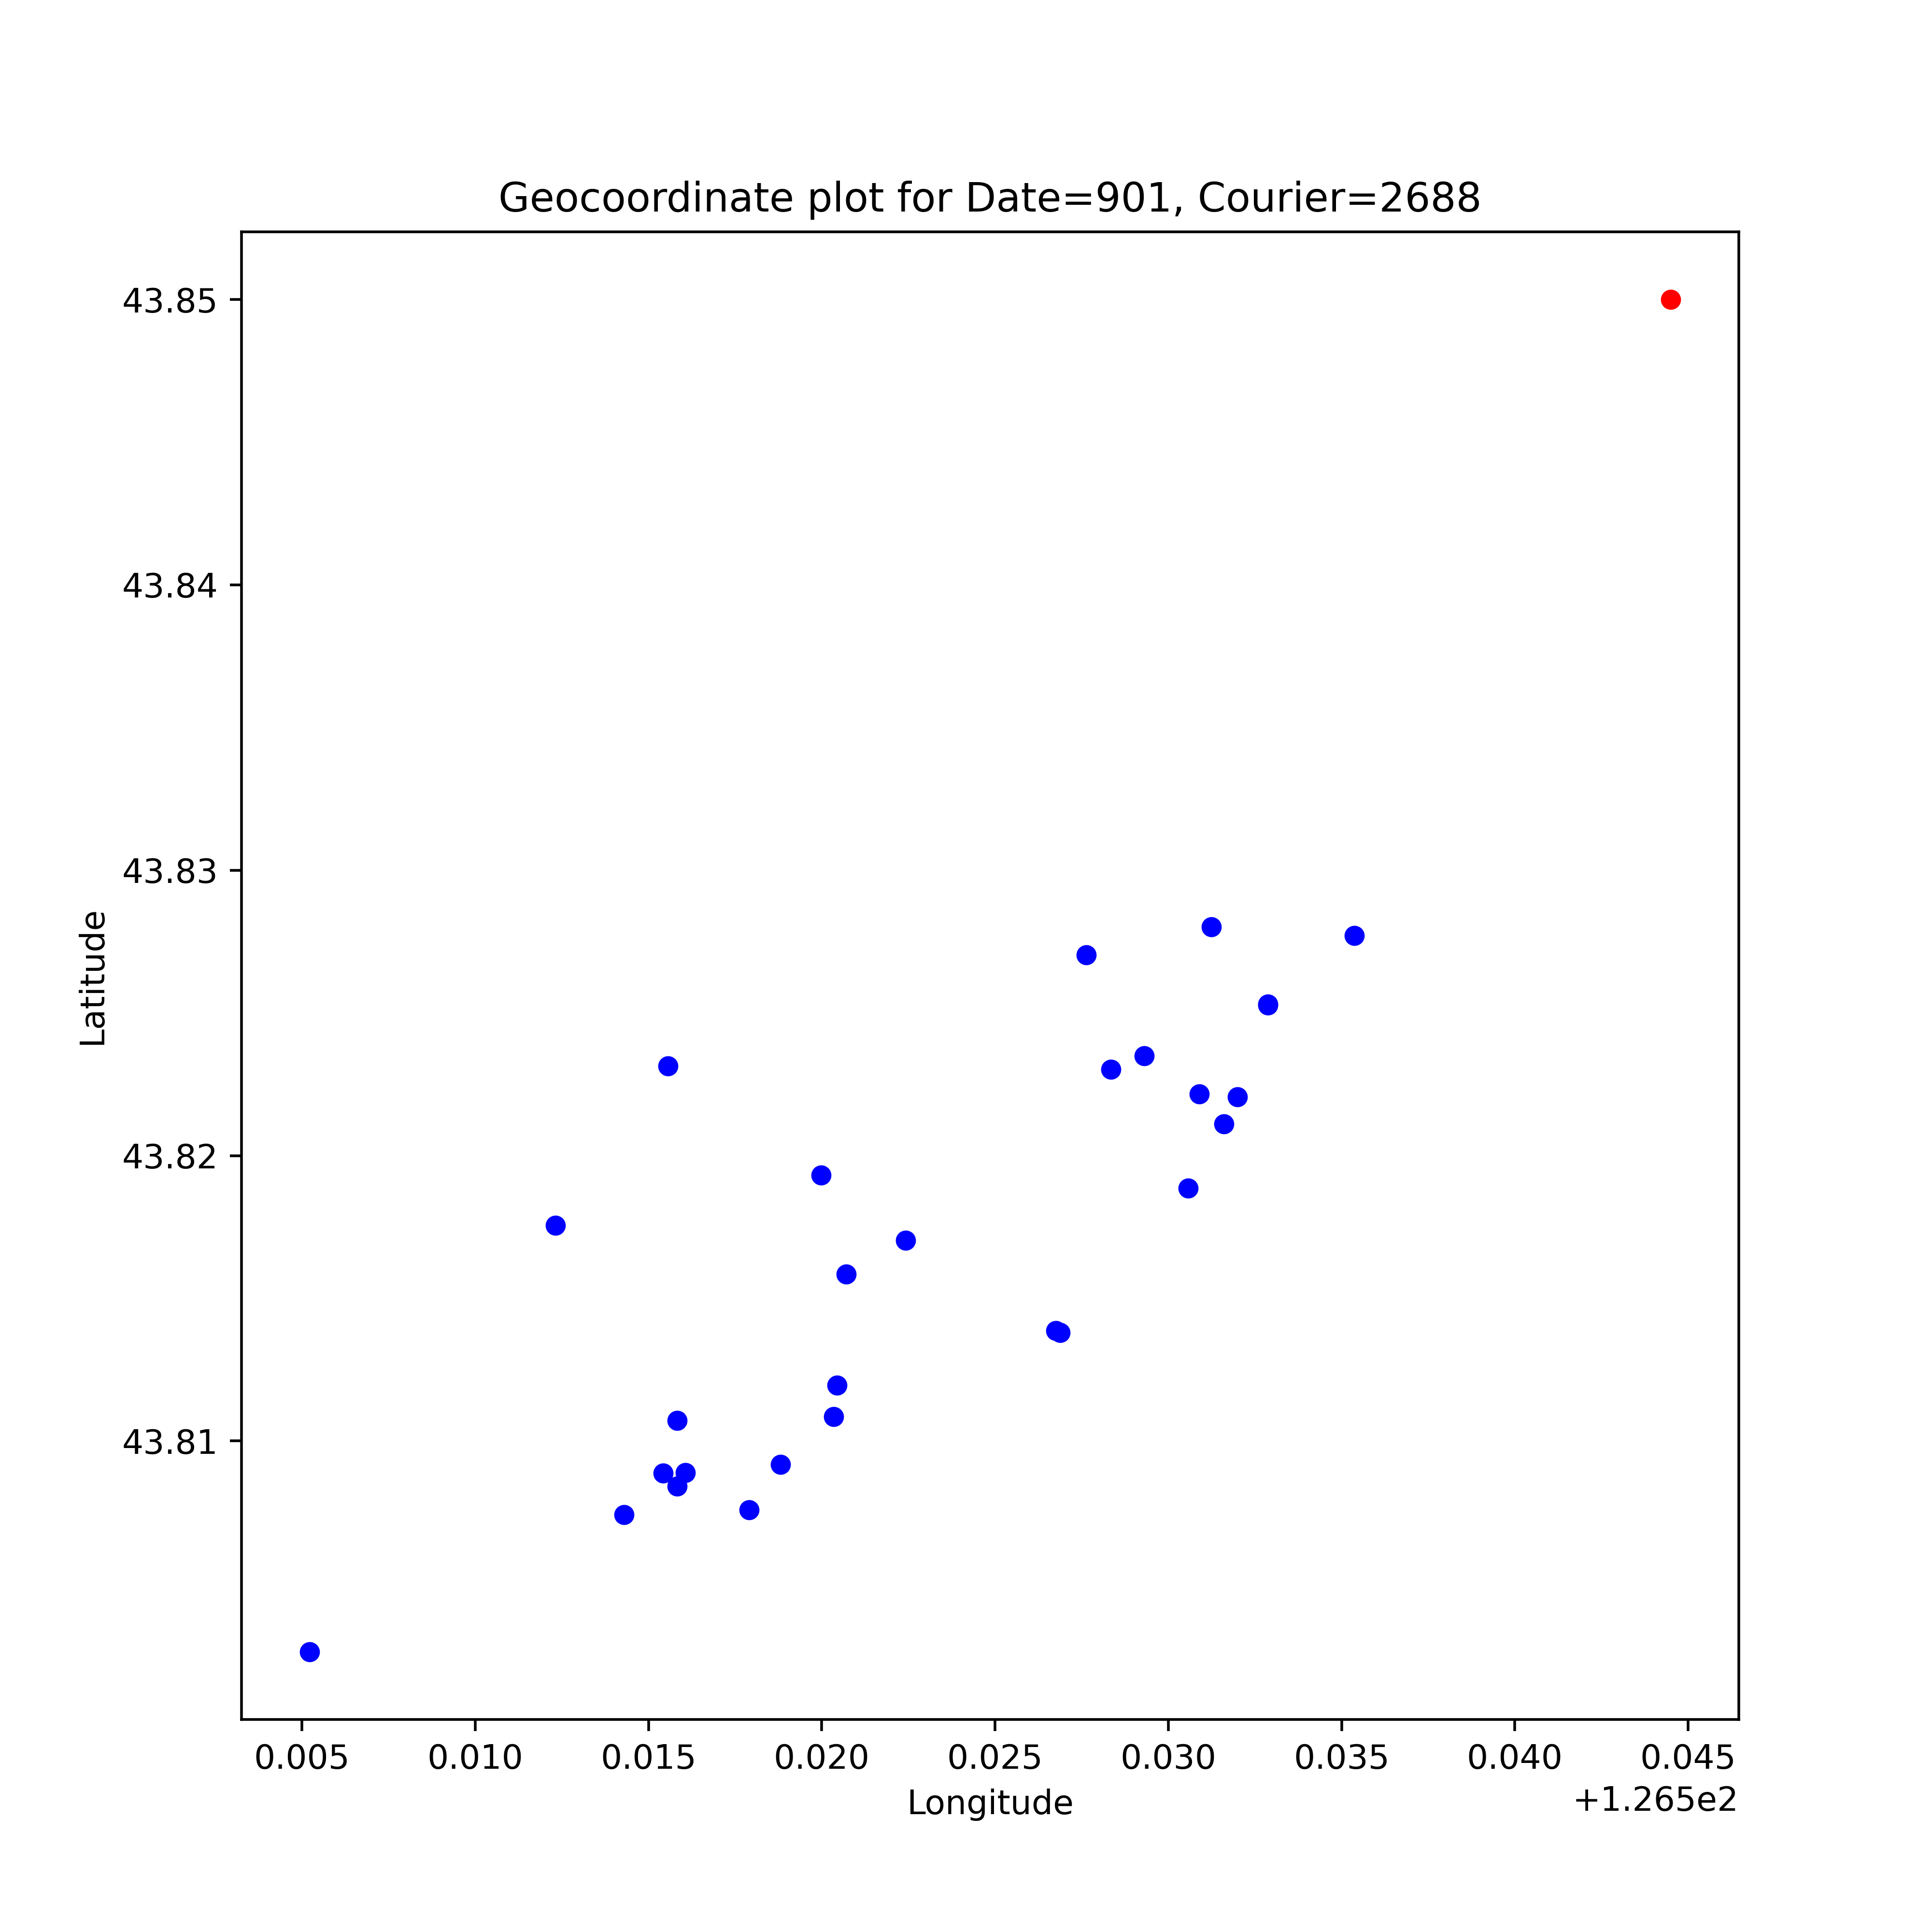 Geocoordinate plot for Date=901, Courier=2688
43.85
43.84
43.83
43.82
43.81
Latitude
0.005 0.010 0.015 0.020 0.025 0.030 0.035 0.040 0.045
Longitude
+1.265e2